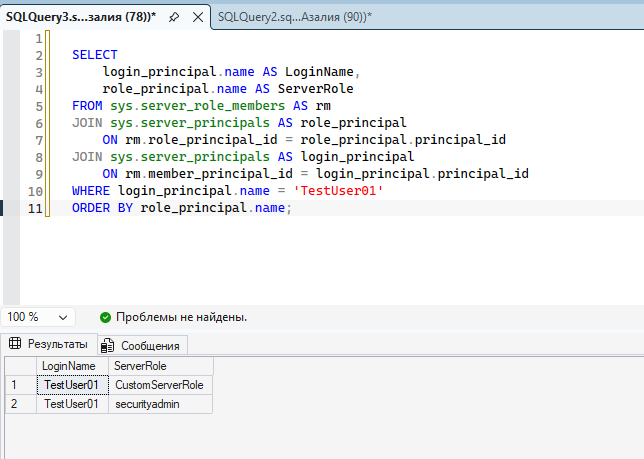 SQLQuery3.s...залия (78))*
SQLQuery2.sq...Азалия (90))*
1
2 SELECT
3 login_principal.name AS LoginName,
4 role_principal.name AS ServerRole
5 FROM sys.server_role_members AS rm
6 JOIN sys.server_principals AS role_principal
7 ON rm.role_principal_id = role_principal.principal_id
8 JOIN sys.server_principals AS login_principal
9 ON rm.member_principal_id = login_principal.principal_id
10 WHERE login_principal.name = 'TestUser01'
11 ORDER BY role_principal.name;
100 % Проблемы не найдены.
Результаты Сообщения
LoginName ServerRole
1 TestUser01 CustomServerRole
2 TestUser01 securityadmin